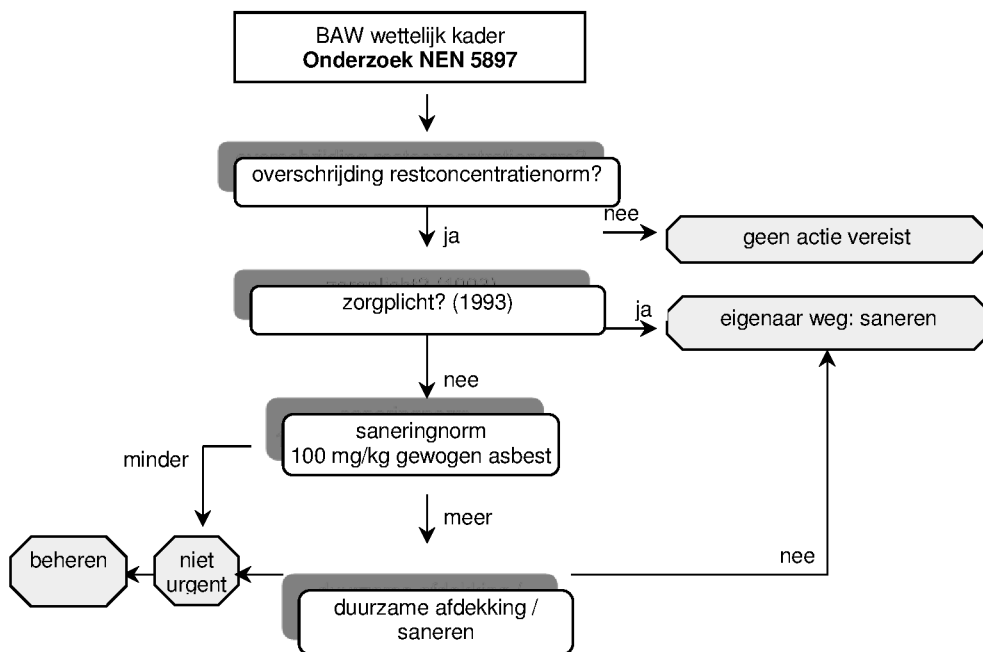 BAW wettelijk kader
Onderzoek NEN 5897
overschrijding restconcentratienorm?
nee
ja
geen actie vereist
zorgplicht? (1993)
ja
eigenaar weg: saneren
nee
saneringnorm
100 mg/kg gewogen asbest
minder
meer
beheren
niet
urgent
nee
duurzame afdekking /
saneren